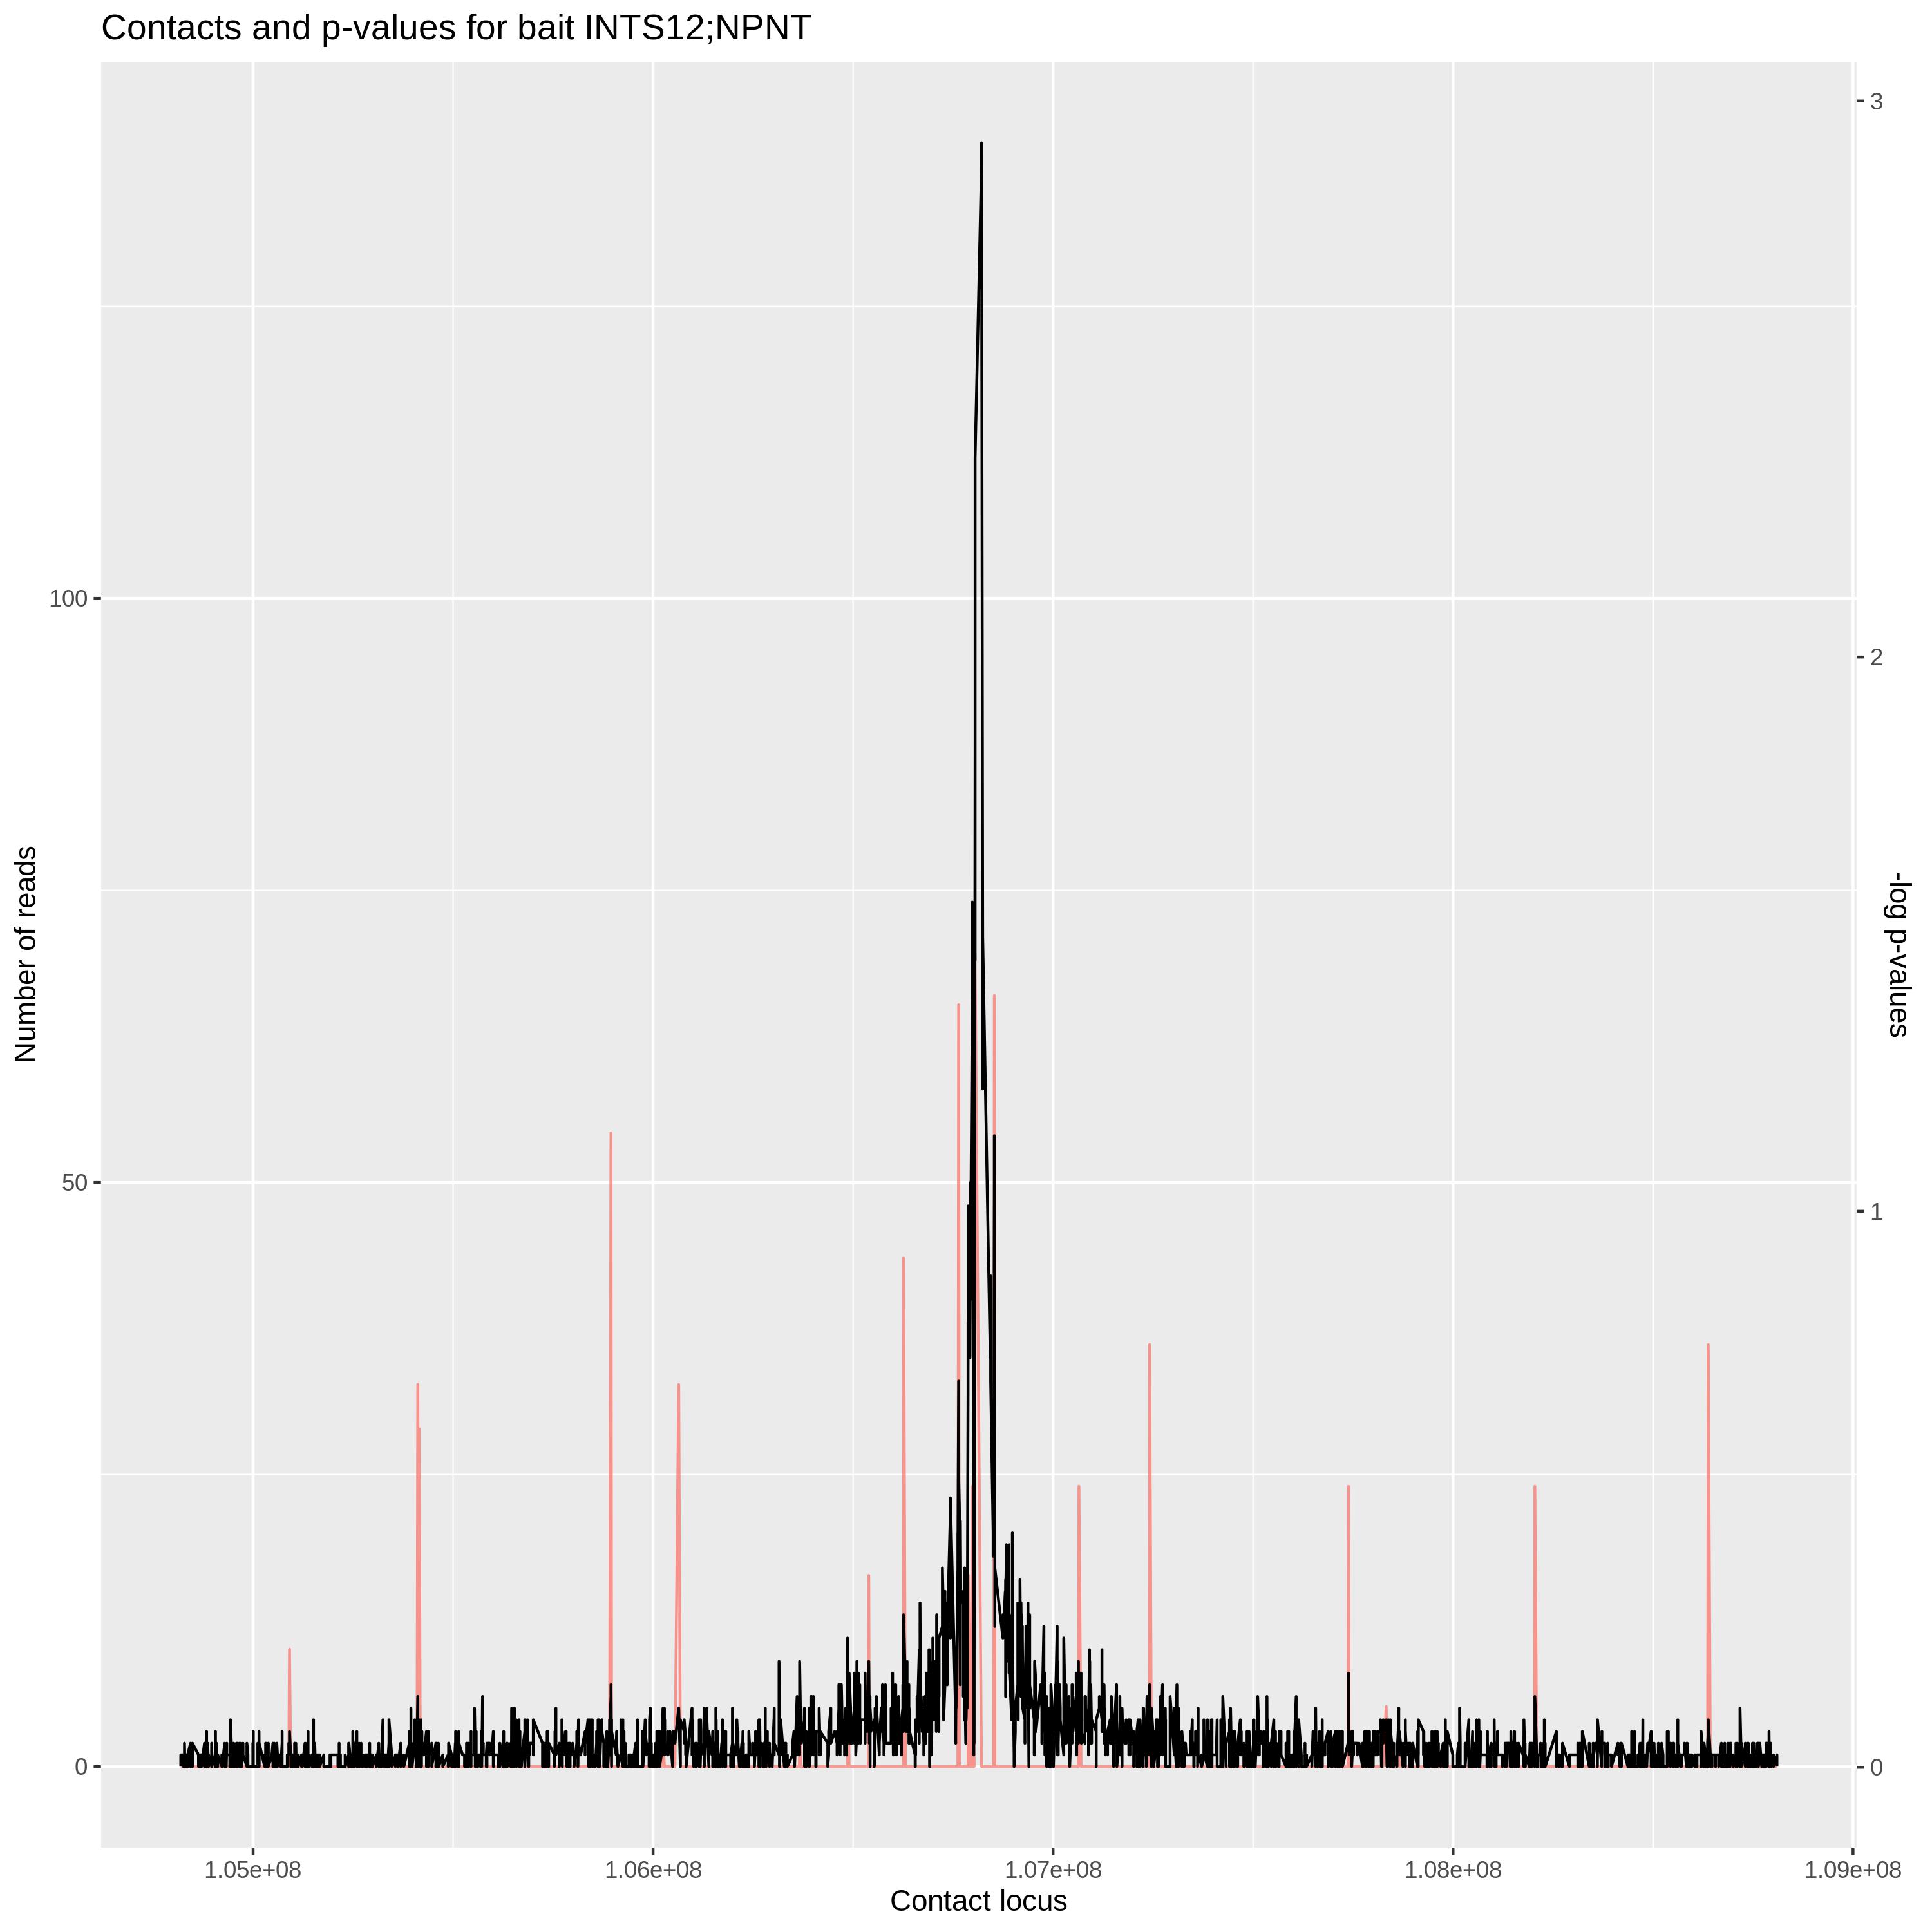 Contacts and p-values for bait INTS12;NPNT
3
100
2
Number of reads
-log p-values
50
1
0
0
1.05e+08
1.06e+08
1.07e+08
1.08e+08
1.09e+08
Contact locus